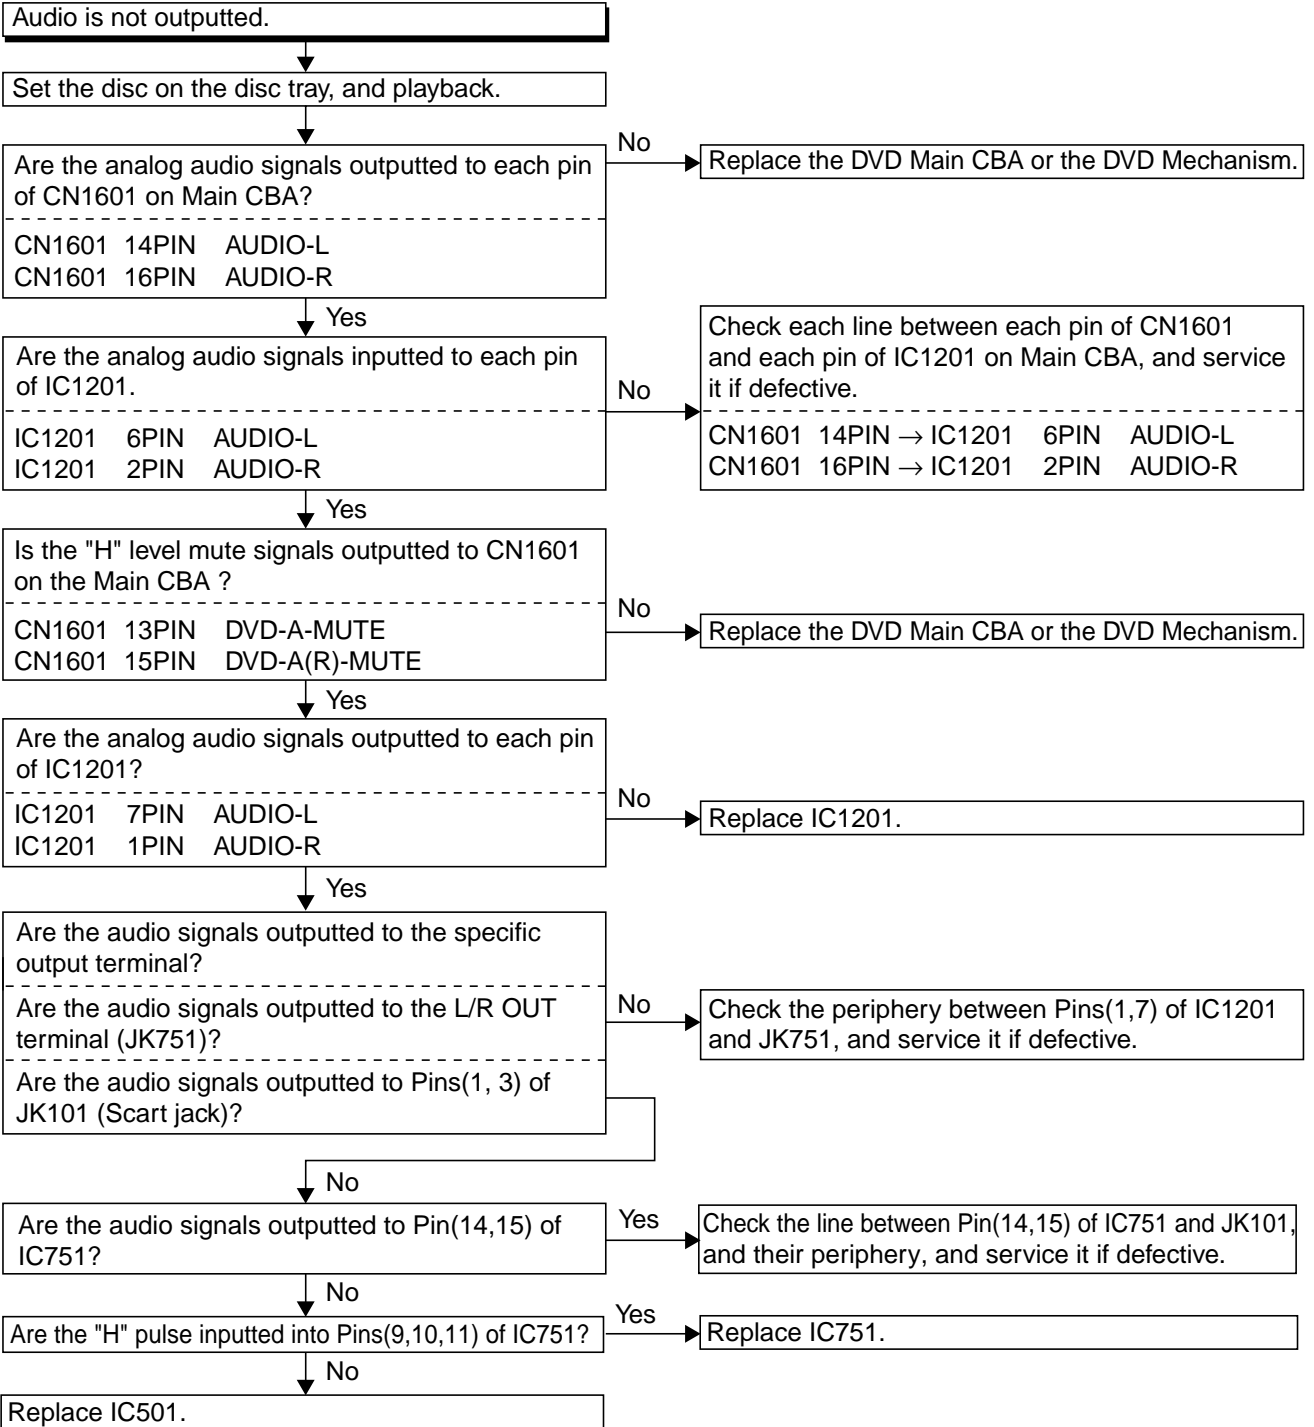 Audio is not outputted.
Set the disc on the disc tray, and playback.
Are the analog audio signals outputted to each pin
of CN1601 on Main CBA?
CN1601 14PIN AUDIO-L
CN1601 16PIN AUDIO-R
No
Replace the DVD Main CBA or the DVD Mechanism.
Yes
Are the analog audio signals inputted to each pin
of IC1201.
IC1201 6PIN AUDIO-L
IC1201 2PIN AUDIO-R
No
Check each line between each pin of CN1601
and each pin of IC1201 on Main CBA, and service
it if defective.
CN1601 14PIN → IC1201 6PIN AUDIO-L
CN1601 16PIN → IC1201 2PIN AUDIO-R
Yes
Is the "H" level mute signals outputted to CN1601
on the Main CBA ?
CN1601 13PIN DVD-A-MUTE
CN1601 15PIN DVD-A(R)-MUTE
No
Replace the DVD Main CBA or the DVD Mechanism.
Yes
Are the analog audio signals outputted to each pin
of IC1201?
IC1201 7PIN AUDIO-L
IC1201 1PIN AUDIO-R
No
Replace IC1201.
Yes
Are the audio signals outputted to the specific
output terminal?
Are the audio signals outputted to the L/R OUT
terminal (JK751)?
No
Check the periphery between Pins(1,7) of IC1201
and JK751, and service it if defective.
Are the audio signals outputted to Pins(1, 3) of
JK101 (Scart jack)?
No
Are the audio signals outputted to Pin(14,15) of
IC751?
Yes
Check the line between Pin(14,15) of IC751 and JK101,
and their periphery, and service it if defective.
No
Are the "H" pulse inputted into Pins(9,10,11) of IC751?
Yes
Replace IC751.
No
Replace IC501.